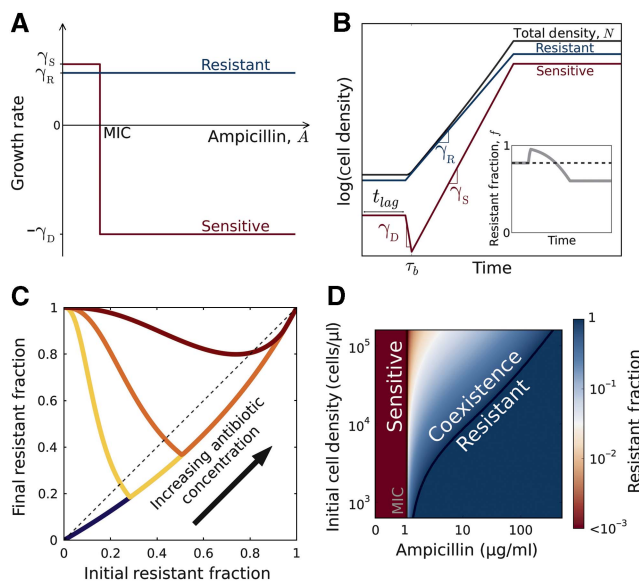 A
γS
γR
0
−γD
Growth rate
Resistant
MIC
Ampicillin, A
Sensitive
B
log(cell density)
Total density, N
Resistant
Sensitive
γR
γS
tlag
γD
τb
Time
Resistant fraction, f
1
0
Time
C
Final resistant fraction
1
0.8
0.6
0.4
0.2
0
0
0.2
0.4
0.6
0.8
1
Increasing antibiotic
concentration
Initial resistant fraction
D
Initial cell density (cells/μl)
10^5
10^4
10^3
Sensitive
MIC
Coexistence
Resistant
0
1
10
100
Ampicillin (μg/ml)
1
10^-1
10^-2
<10^-3
Resistant fraction